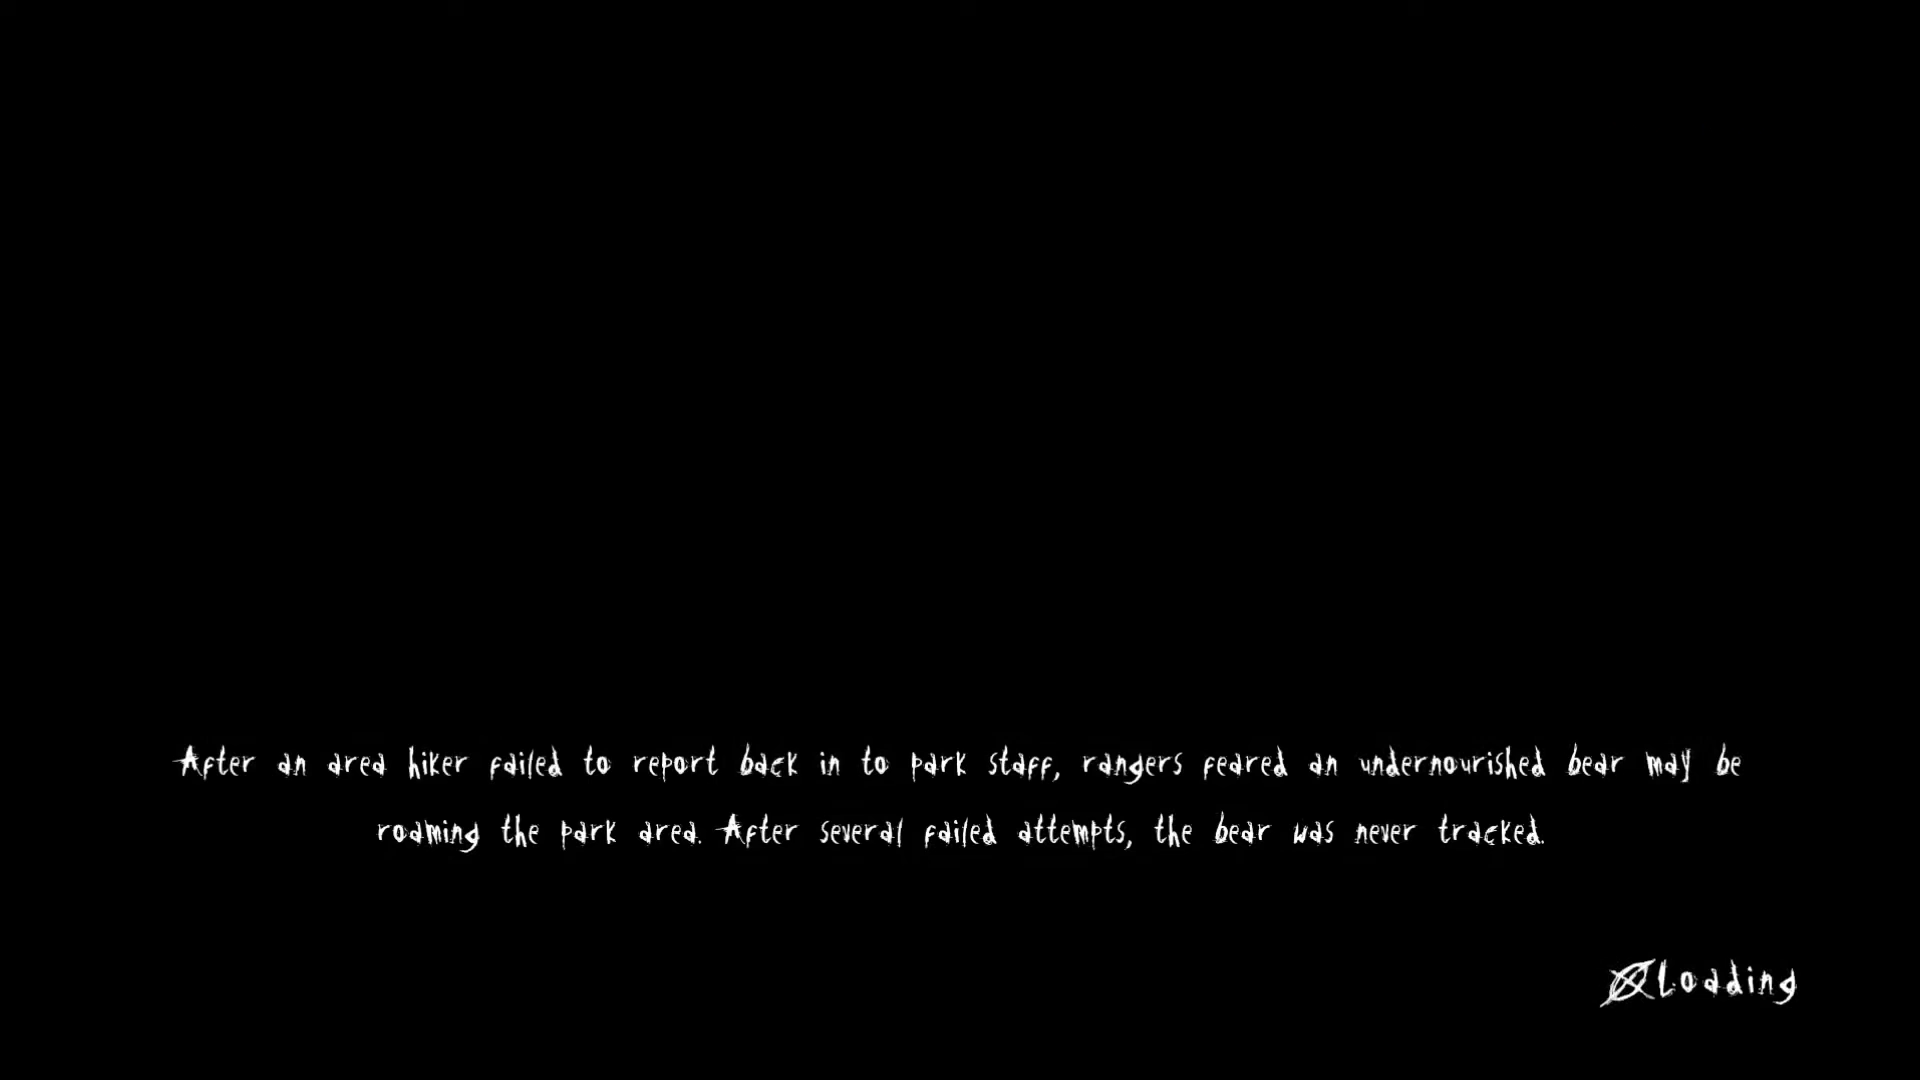 After an area hiker failed to report back in to park staff, rangers feared an undernourished bear may be
roaming the park area. After several failed attempts, the bear was never tracked.
Loading